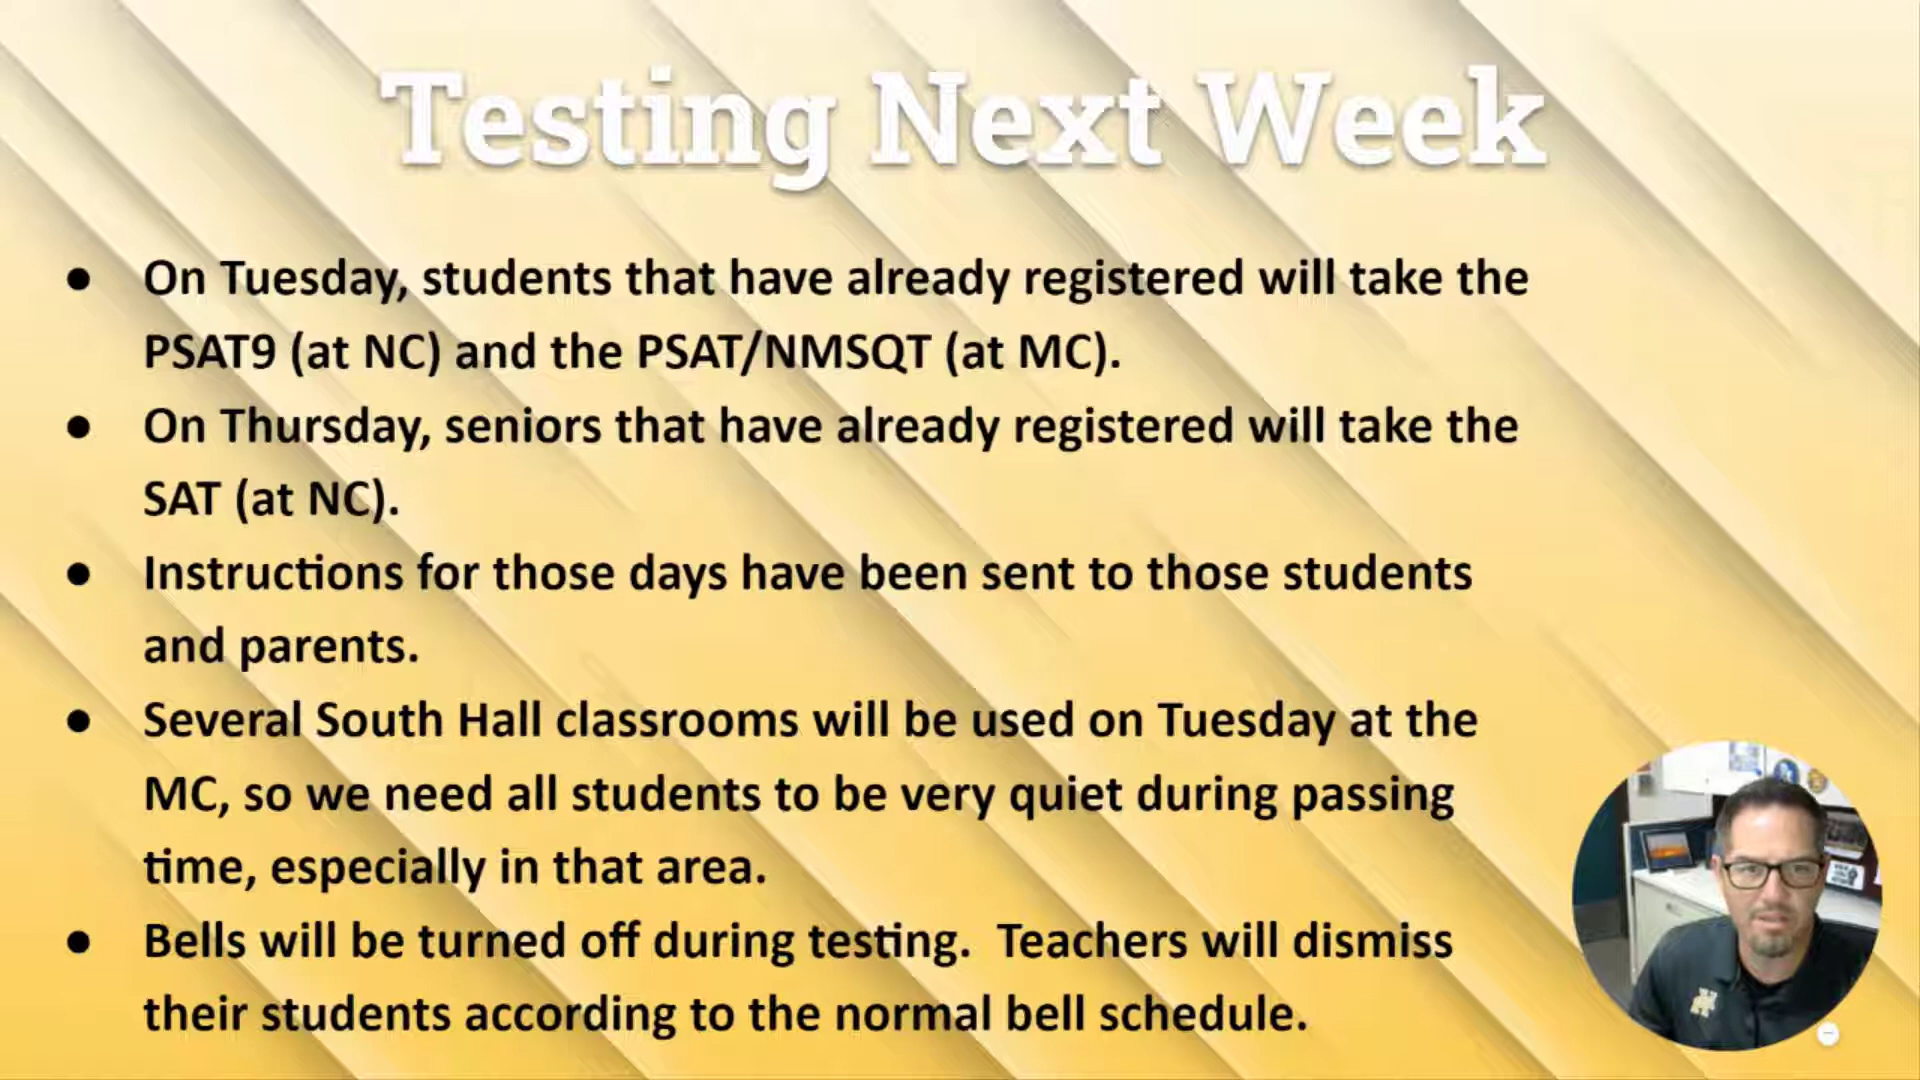 Testing Next Week
● On Tuesday, students that have already registered will take the
PSAT9 (at NC) and the PSAT/NMSQT (at MC).
● On Thursday, seniors that have already registered will take the
SAT (at NC).
● Instructions for those days have been sent to those students
and parents.
● Several South Hall classrooms will be used on Tuesday at the
MC, so we need all students to be very quiet during passing
time, especially in that area.
● Bells will be turned off during testing.  Teachers will dismiss
their students according to the normal bell schedule.